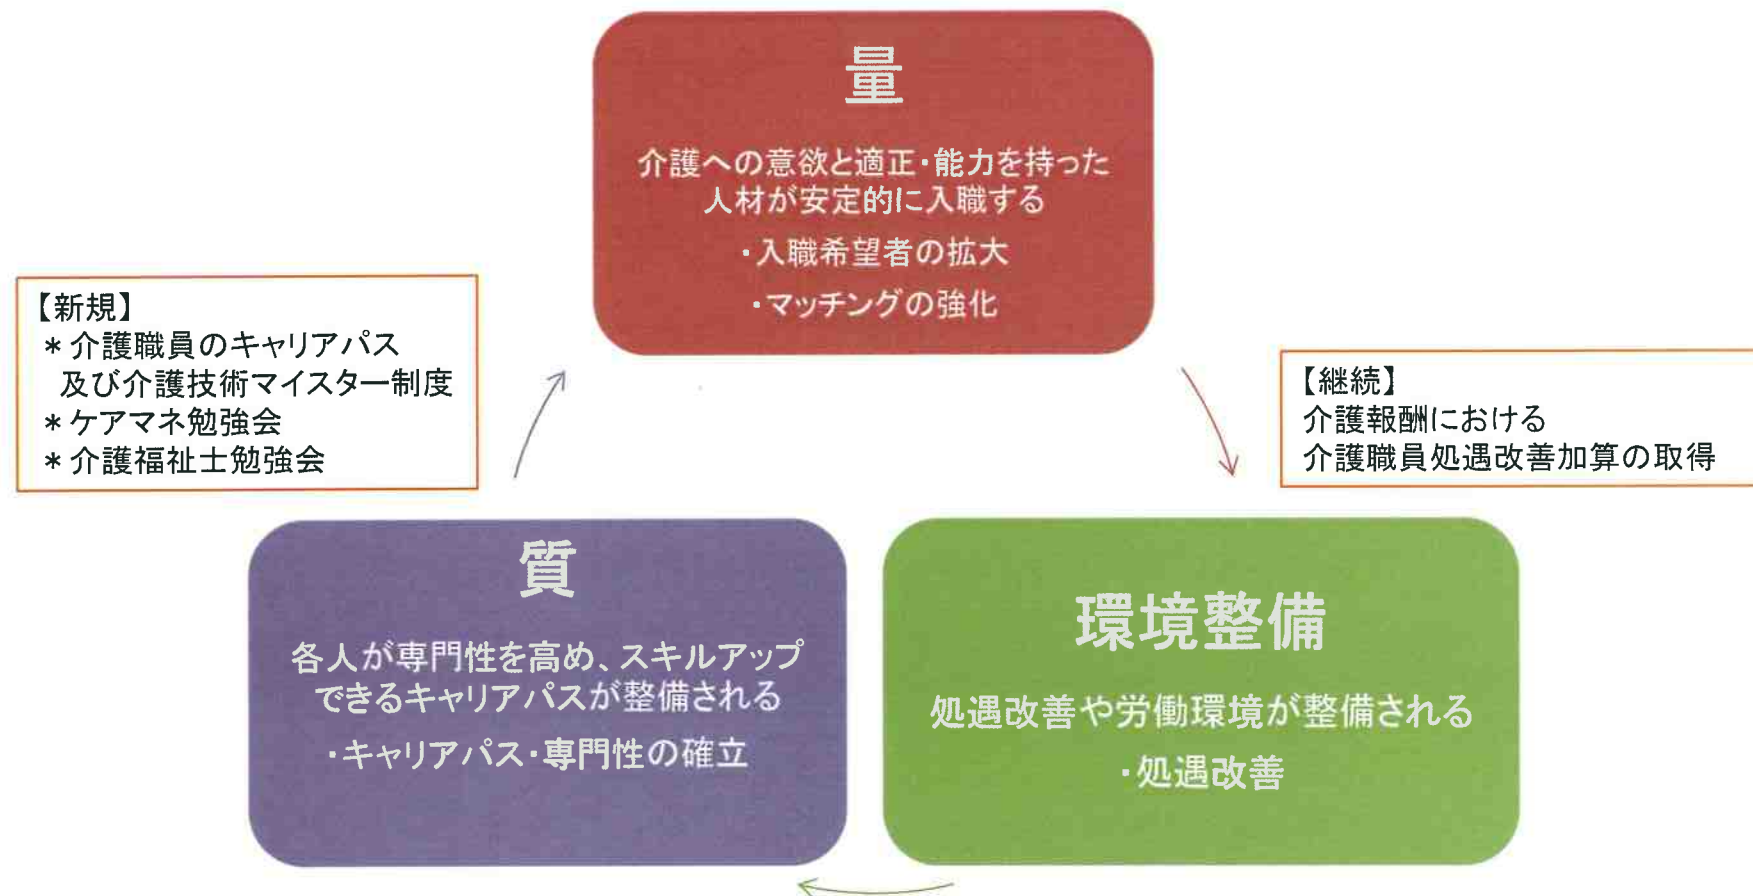 量
介護への意欲と適正・能力を持った
人材が安定的に入職する
・入職希望者の拡大
・マッチングの強化
【新規】
＊介護職員のキャリアパス
及び介護技術マイスター制度
＊ケアマネ勉強会
＊介護福祉士勉強会
【継続】
介護報酬における
介護職員処遇改善加算の取得
質
各人が専門性を高め、スキルアップ
できるキャリアパスが整備される
・キャリアパス・専門性の確立
環境整備
処遇改善や労働環境が整備される
・処遇改善